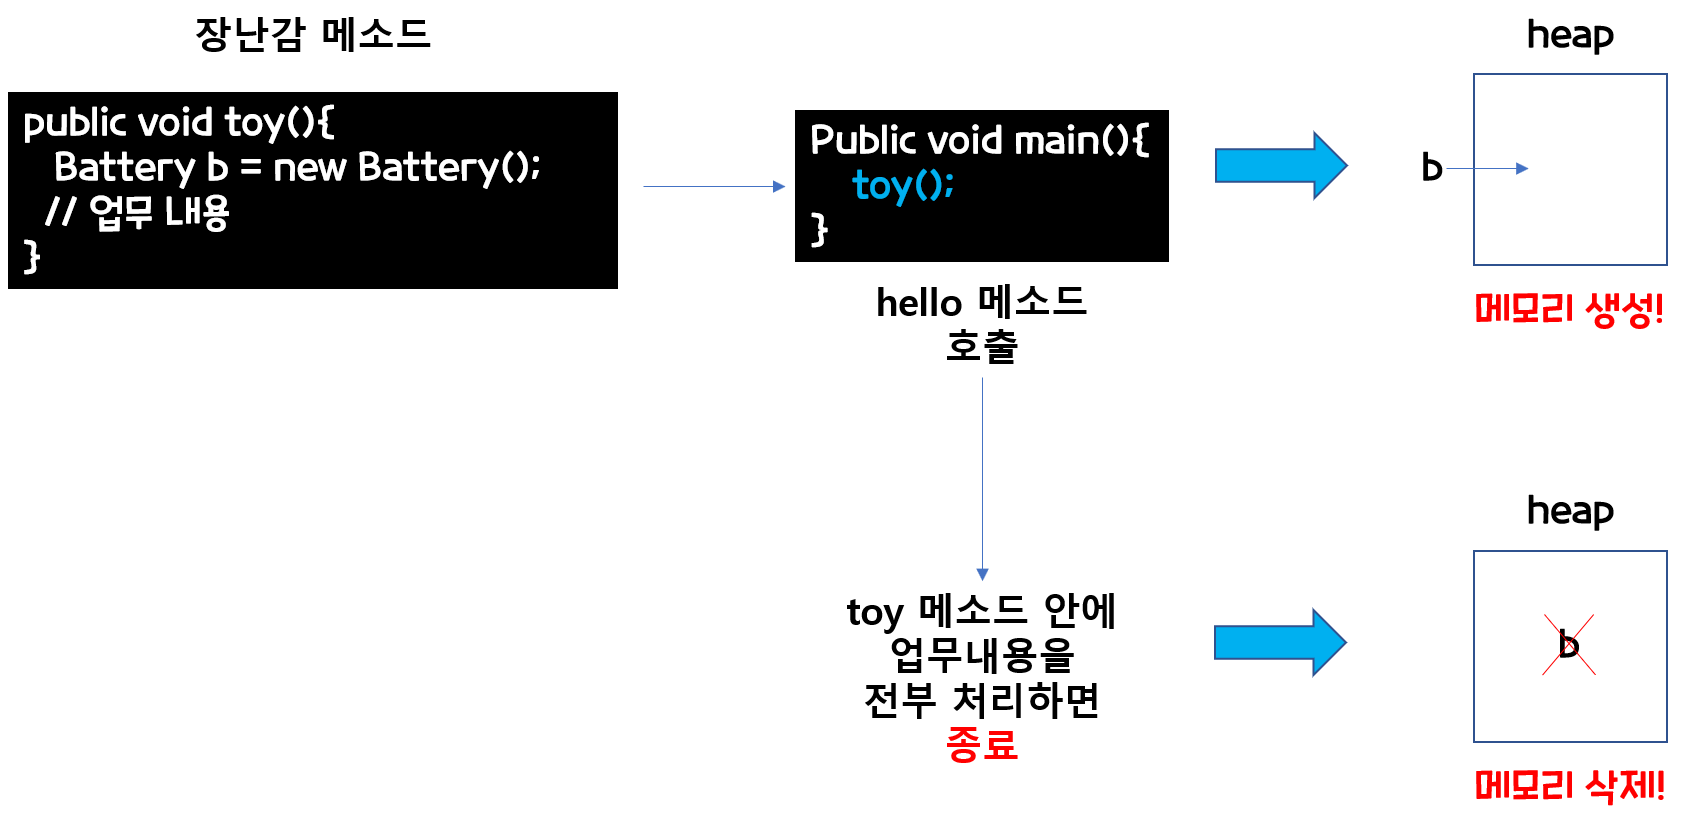 장난감 메소드
public void toy(){
Battery b = new Battery();
// 업무 내용
}
Public void main(){
toy();
}
hello 메소드
호출
heap
b
메모리 생성!
toy 메소드 안에
업무내용을
전부 처리하면
종료
heap
b
메모리 삭제!